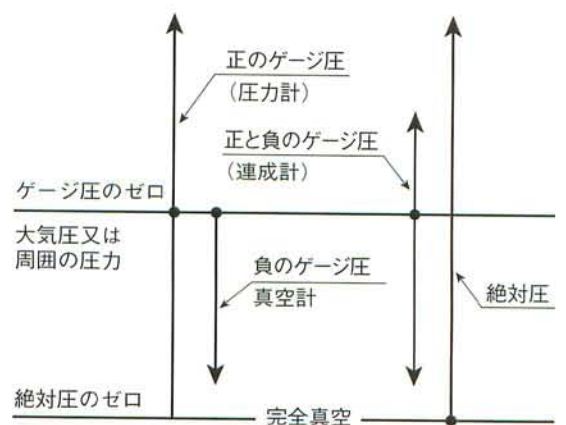 正のゲージ圧
（圧力計）
正と負のゲージ圧
（連成計）
ゲージ圧のゼロ
大気圧又は
周囲の圧力
負のゲージ圧
真空計
絶対圧
絶対圧のゼロ
完全真空